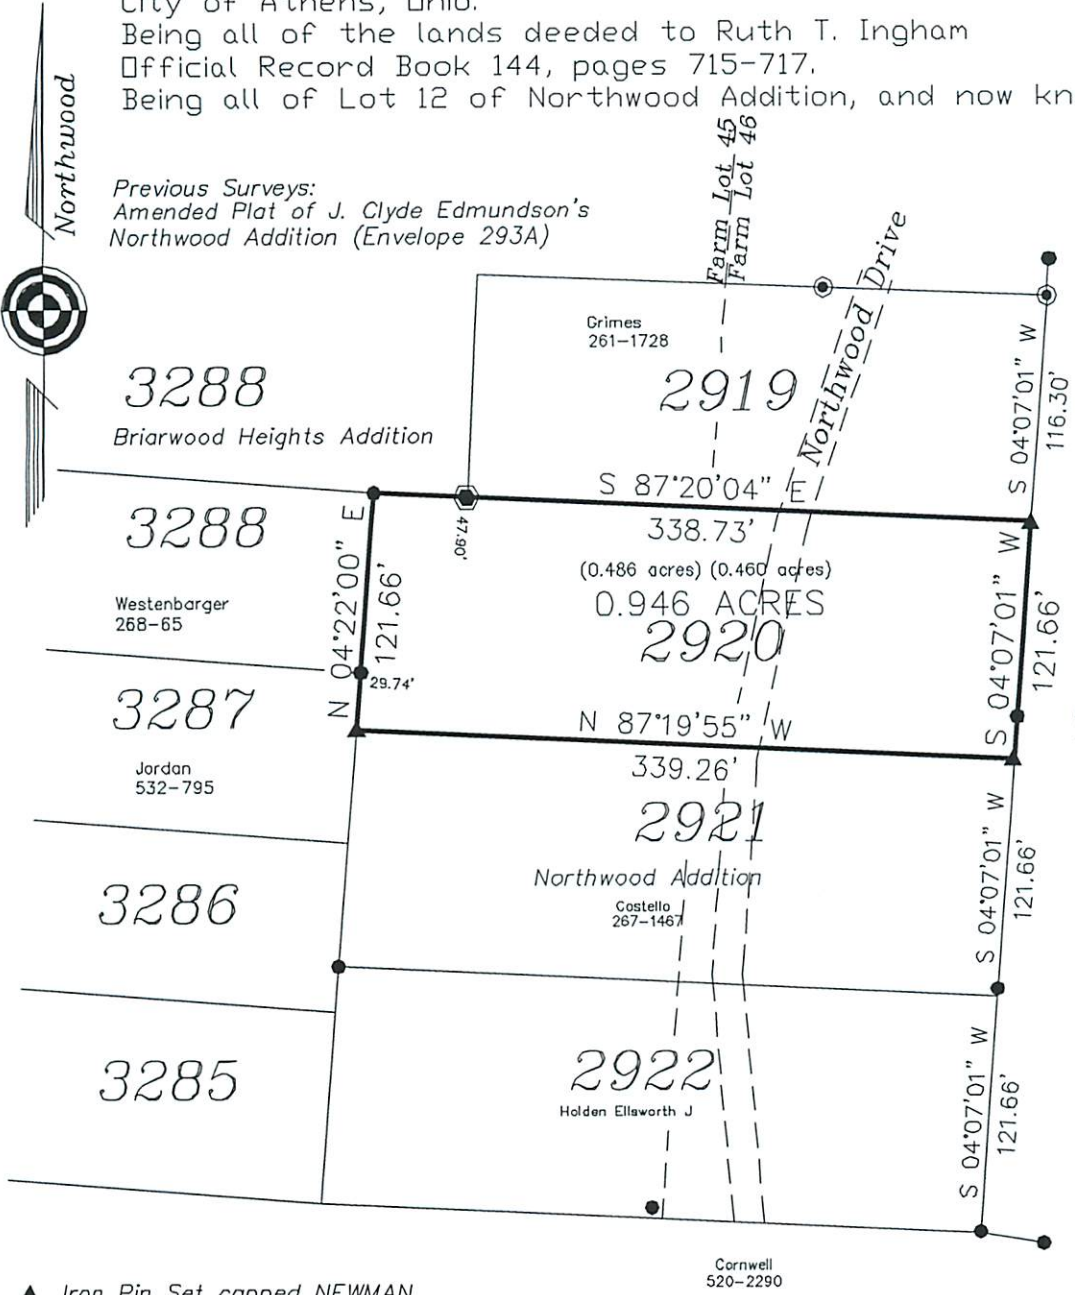 City of Athens, Ohio.
Being all of the lands deeded to Ruth T. Ingham
Official Record Book 144, pages 715-717.
Being all of Lot 12 of Northwood Addition, and now kn
Northwood
Previous Surveys:
Amended Plat of J. Clyde Edmundson's
Northwood Addition (Envelope 293A)
Farm Lot 45
Farm Lot 46
Northwood Drive
Grimes
261-1728
2919
S 04°07'01" W
116.30'
3288
Briarwood Heights Addition
S 87°20'04" E
338.73'
47.90'
(0.486 acres) (0.460 acres)
0.946 ACRES
2920
N 04°22'00" E
121.66'
29.74'
S 04°07'01" W
121.66'
3288
Westenbarger
268-65
N 87°19'55" W
339.26'
3287
Jordan
532-795
2921
Northwood Addition
Costello
267-1467
S 04°07'01" W
121.66'
3286
2922
Holden Ellsworth J
S 04°07'01" W
121.66'
3285
Cornwell
520-2290
Iron Pin Set capped NEWMAN